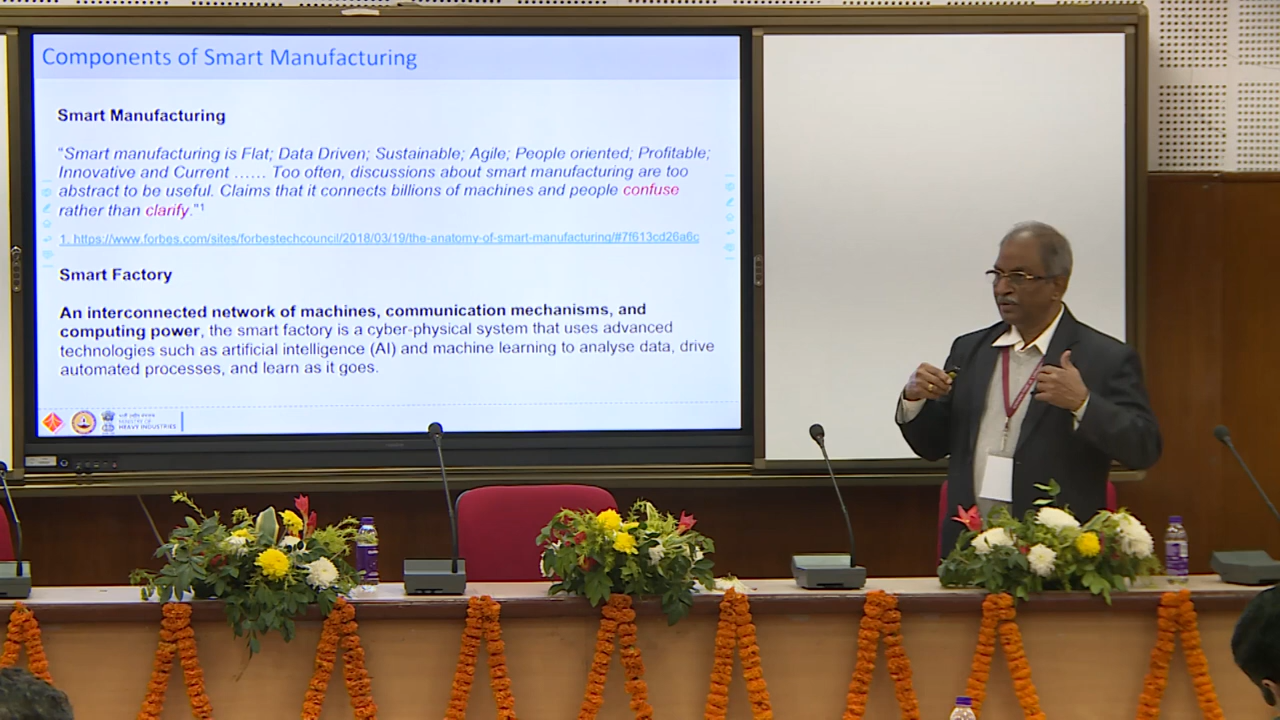 Components of Smart Manufacturing
Smart Manufacturing
"Smart manufacturing is Flat; Data Driven; Sustainable; Agile; People oriented; Profitable;
Innovative and Current …… Too often, discussions about smart manufacturing are too
abstract to be useful. Claims that it connects billions of machines and people confuse
rather than clarify."1
1. https://www.forbes.com/sites/forbestechcouncil/2018/03/19/the-anatomy-of-smart-manufacturing/#7f613cd26a6c
Smart Factory
An interconnected network of machines, communication mechanisms, and
computing power, the smart factory is a cyber-physical system that uses advanced
technologies such as artificial intelligence (AI) and machine learning to analyse data, drive
automated processes, and learn as it goes.
MINISTRY OF
HEAVY INDUSTRIES